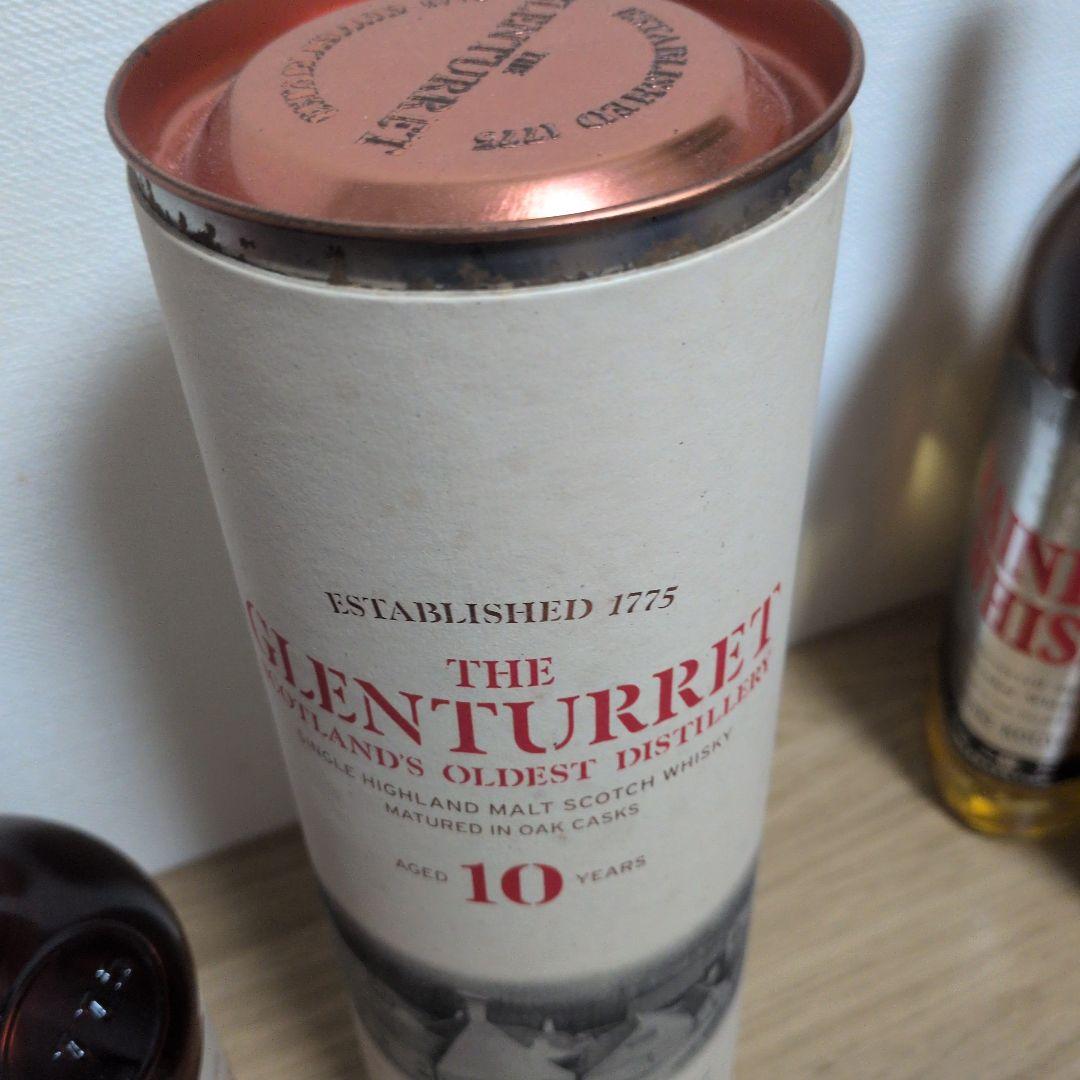 THE
GLENTURRET
ESTABLISHED 1775
ESTABLISHED 1775
THE
GLENTURRET
SCOTLAND'S OLDEST DISTILLERY
SINGLE HIGHLAND MALT SCOTCH WHISKY
MATURED IN OAK CASKS
AGED 10 YEARS